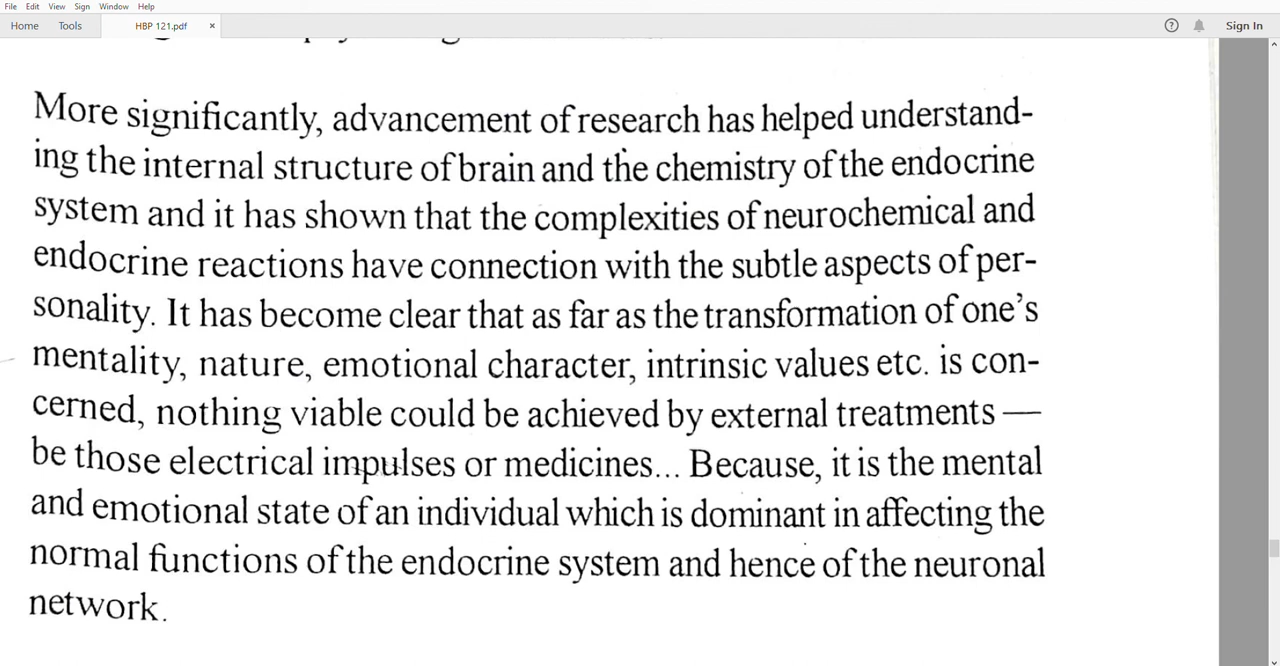 File Edit View Sign Window Help
Home Tools HBP 121.pdf × Sign In
More significantly, advancement of research has helped understand-
ing the internal structure of brain and the chemistry of the endocrine
system and it has shown that the complexities of neurochemical and
endocrine reactions have connection with the subtle aspects of per-
sonality. It has become clear that as far as the transformation of one’s
mentality, nature, emotional character, intrinsic values etc. is con-
cerned, nothing viable could be achieved by external treatments —
be those electrical impulses or medicines... Because, it is the mental
and emotional state of an individual which is dominant in affecting the
normal functions of the endocrine system and hence of the neuronal
network.